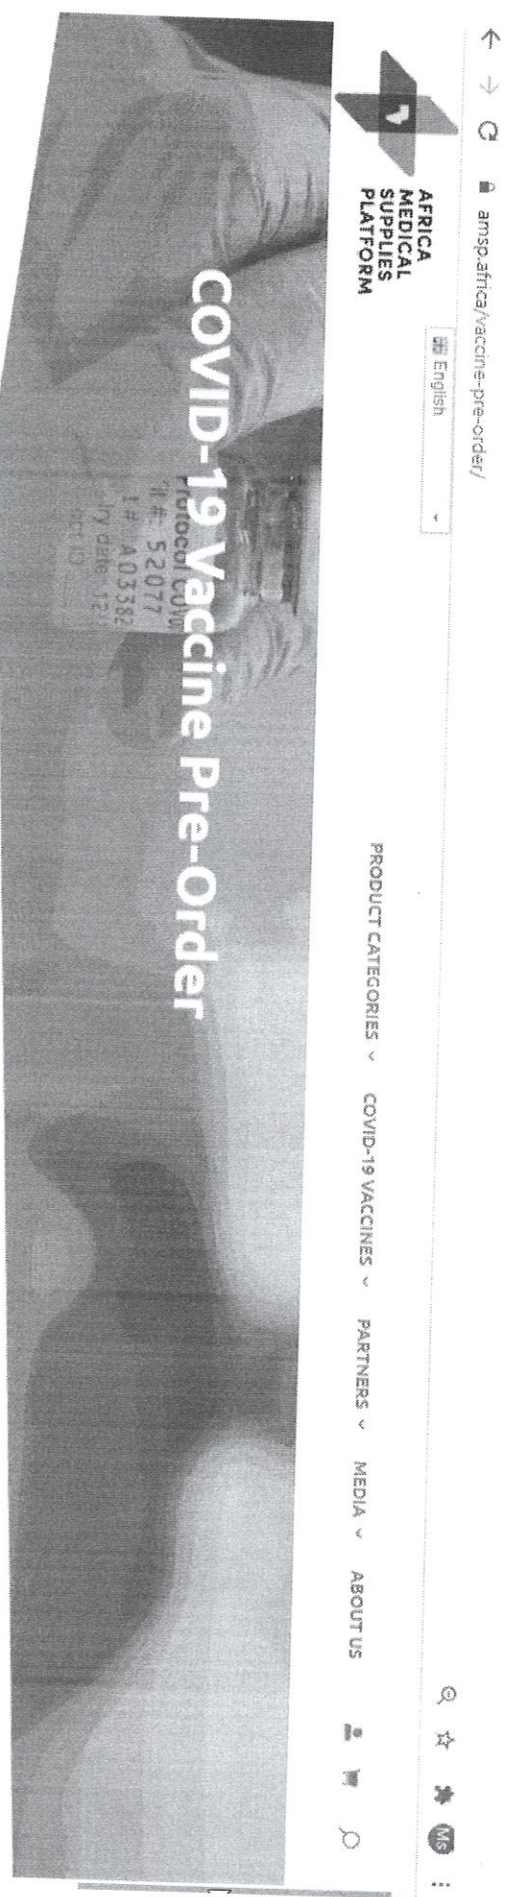 amsp.africa/vaccine-pre-order/
Ms
English
AFRICA
MEDICAL
SUPPLIES
PLATFORM
PRODUCT CATEGORIES
COVID-19 VACCINES
PARTNERS
MEDIA
ABOUT US
COVID-19 Vaccine Pre-Order
Protocol
#: 52077
t #: A03382